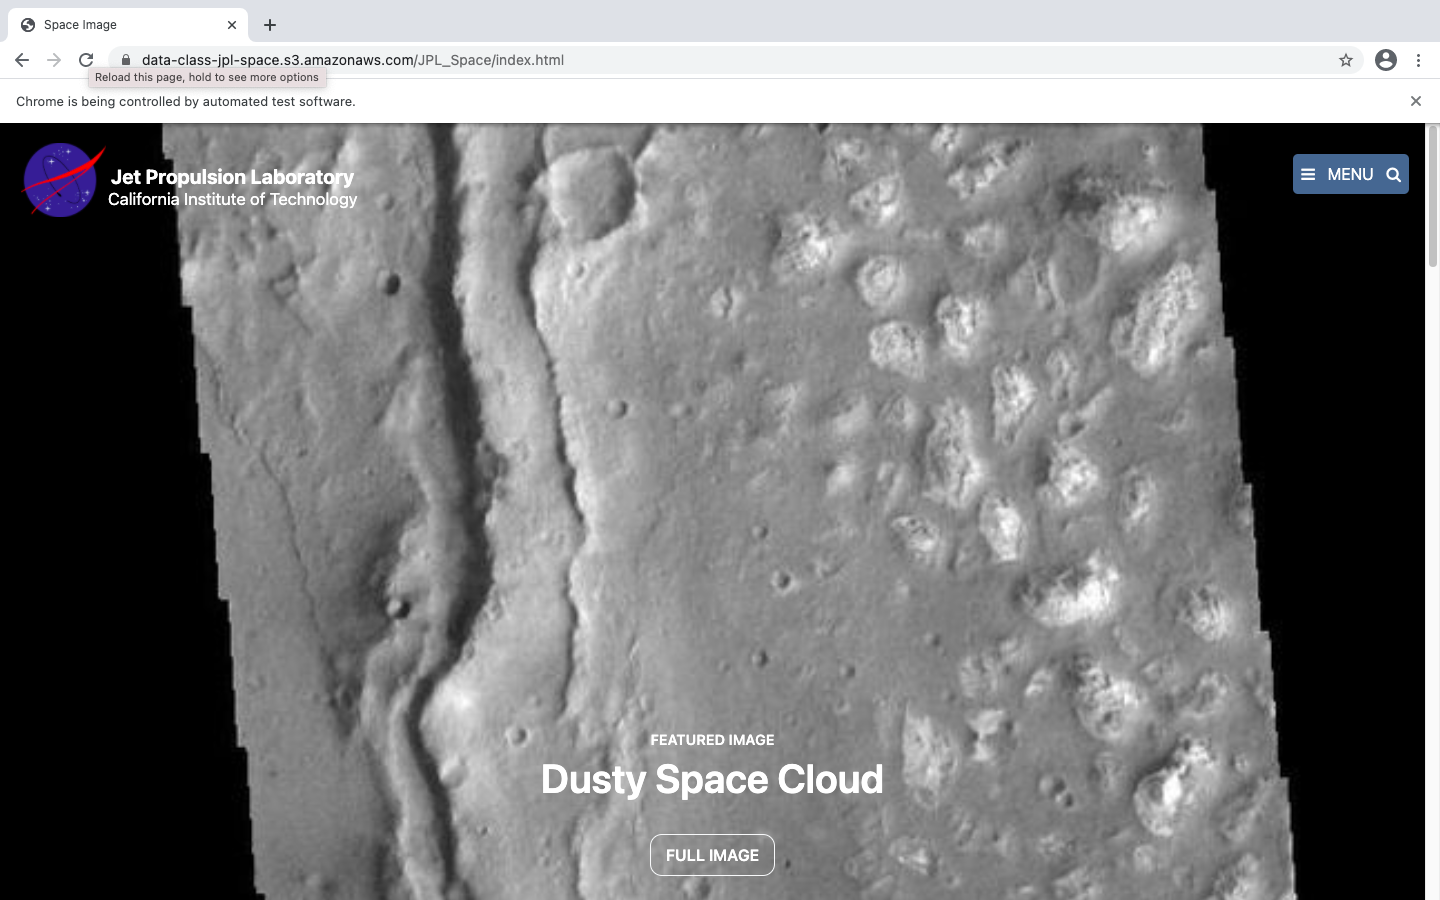 Space Image
data-class-jpl-space.s3.amazonaws.com/JPL_Space/index.html
Reload this page, hold to see more options
Chrome is being controlled by automated test software.
Jet Propulsion Laboratory
California Institute of Technology
MENU
FEATURED IMAGE
Dusty Space Cloud
FULL IMAGE